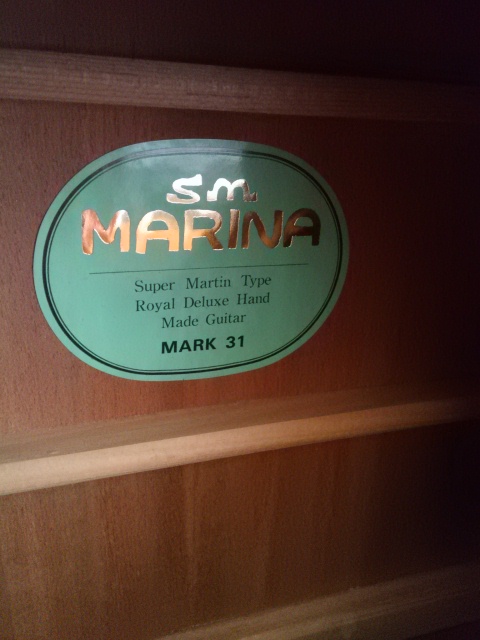 Sm.
MARINA
Super Martin Type
Royal Deluxe Hand
Made Guitar
MARK 31